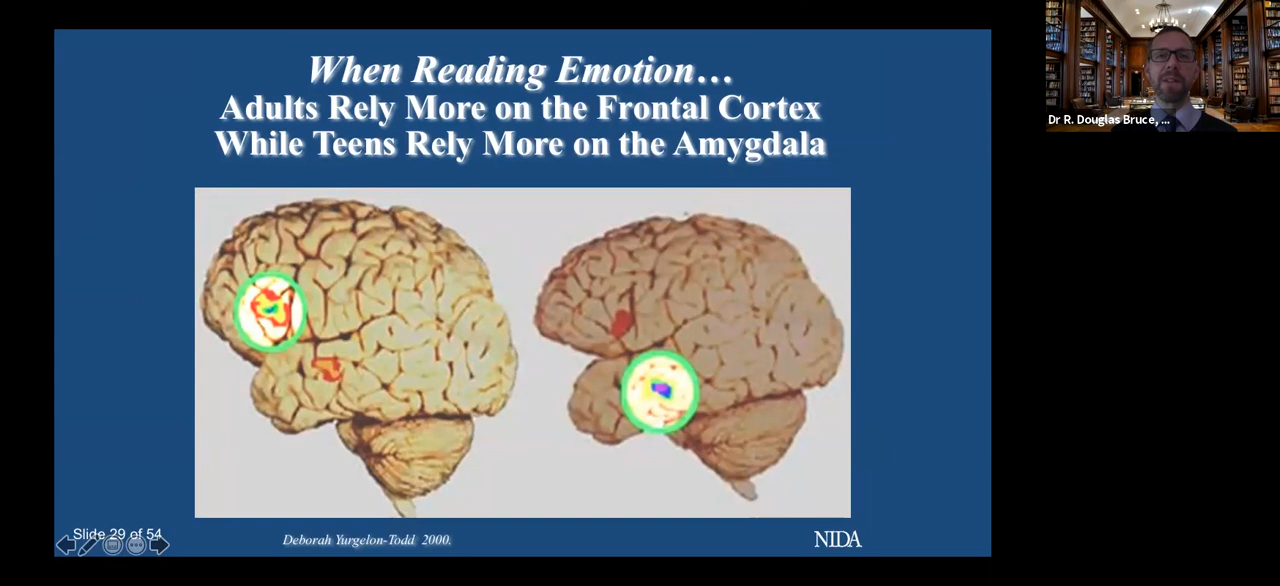 When Reading Emotion...
Adults Rely More on the Frontal Cortex
While Teens Rely More on the Amygdala
Dr R. Douglas Bruce, ...
Slide 29 of 54
Deborah Yurgelon-Todd 2000.
NIDA